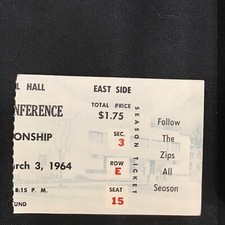 HALL EAST SIDE
NFERENCE
TOTAL PRICE
$1.75
SEASON TICKET
SEC.
3
ONSHIP
arch 3, 1964
ROW
E
8:15 P. M.
SEAT
15
UND
Follow
The
Zips
All
Season